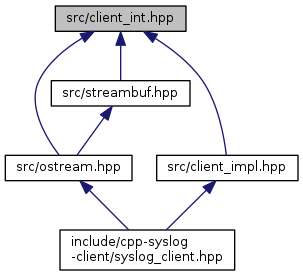 src/client_int.hpp
src/streambuf.hpp
src/ostream.hpp
src/client_impl.hpp
include/cpp-syslog
-client/syslog_client.hpp